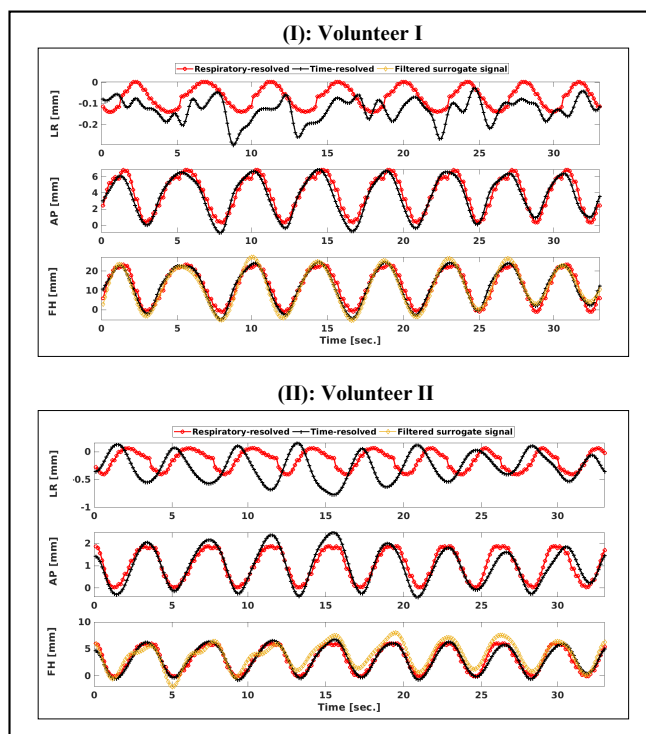 (I): Volunteer I
Respiratory-resolved Time-resolved Filtered surrogate signal
LR [mm]
0
-0.1
-0.2
0 5 10 15 20 25 30
AP [mm]
6
4
2
0
0 5 10 15 20 25 30
FH [mm]
20
10
0
0 5 10 15 20 25 30
Time [sec.]
(II): Volunteer II
Respiratory-resolved Time-resolved Filtered surrogate signal
LR [mm]
0
-0.5
-1
0 5 10 15 20 25 30
AP [mm]
2
1
0
0 5 10 15 20 25 30
FH [mm]
10
5
0
0 5 10 15 20 25 30
Time [sec.]